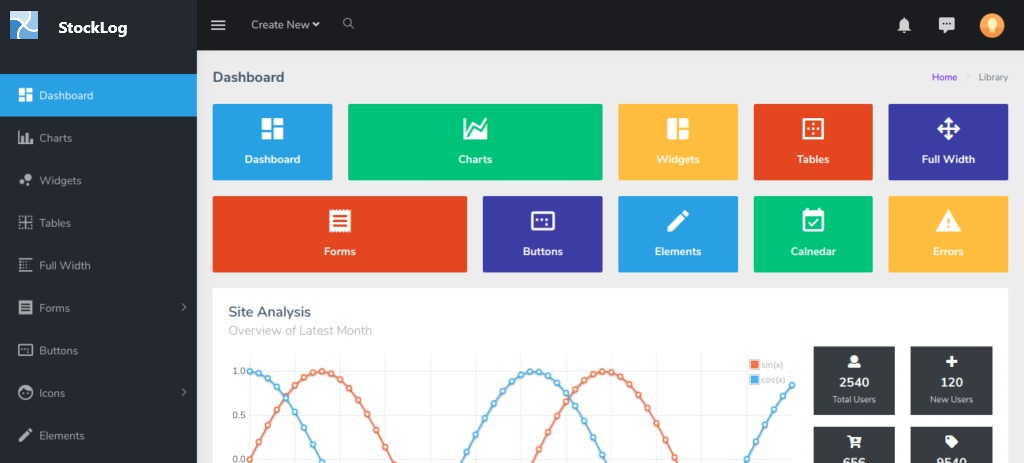 StockLog
Create New
Dashboard
Charts
Widgets
Tables
Full Width
Forms
Buttons
Icons
Elements
Dashboard
Home
Library
Dashboard
Charts
Widgets
Tables
Full Width
Forms
Buttons
Elements
Calnedar
Errors
Site Analysis
Overview of Latest Month
1.0
0.5
0.0
sin(x)
cos(x)
2540
Total Users
120
New Users
656
9540